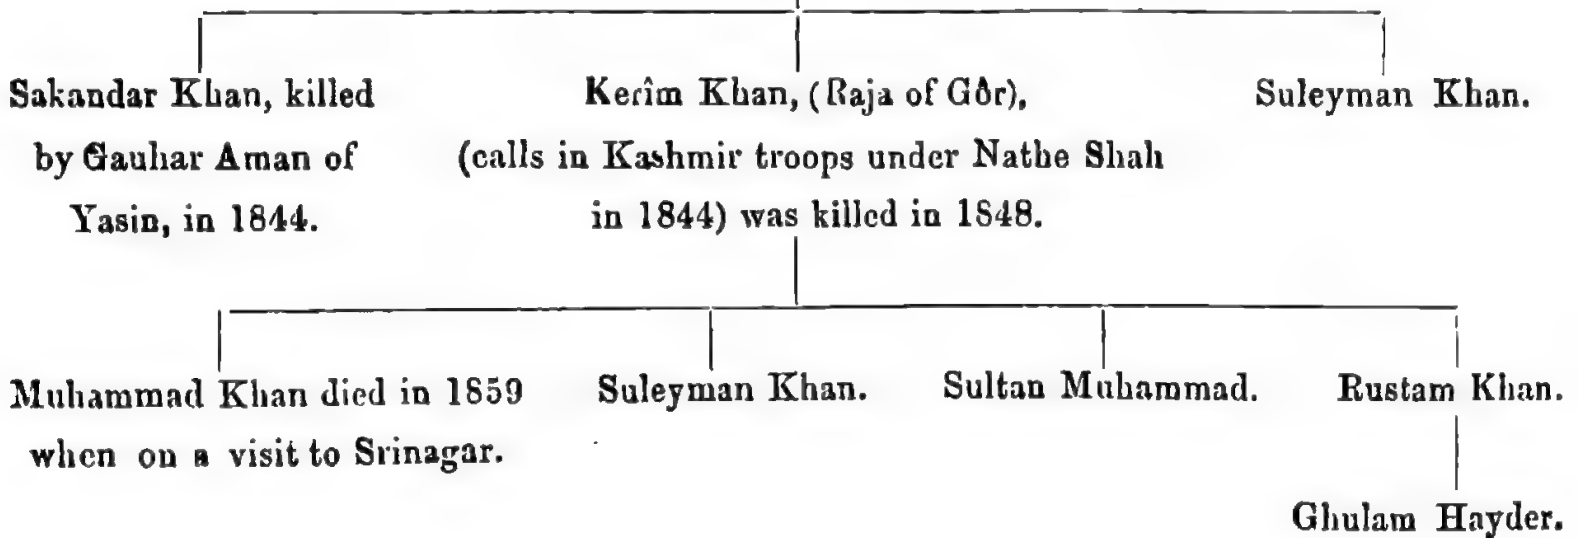 Sakandar Khan, killed
by Gauhar Aman of
Yasin, in 1844.
Kerîm Khan, (Raja of Gôr),
(calls in Kashmir troops under Nathe Shah
in 1844) was killed in 1848.
Suleyman Khan.
Muhammad Khan died in 1859
when on a visit to Srinagar.
Suleyman Khan.
Sultan Muhammad.
Rustam Khan.
Ghulam Hayder.